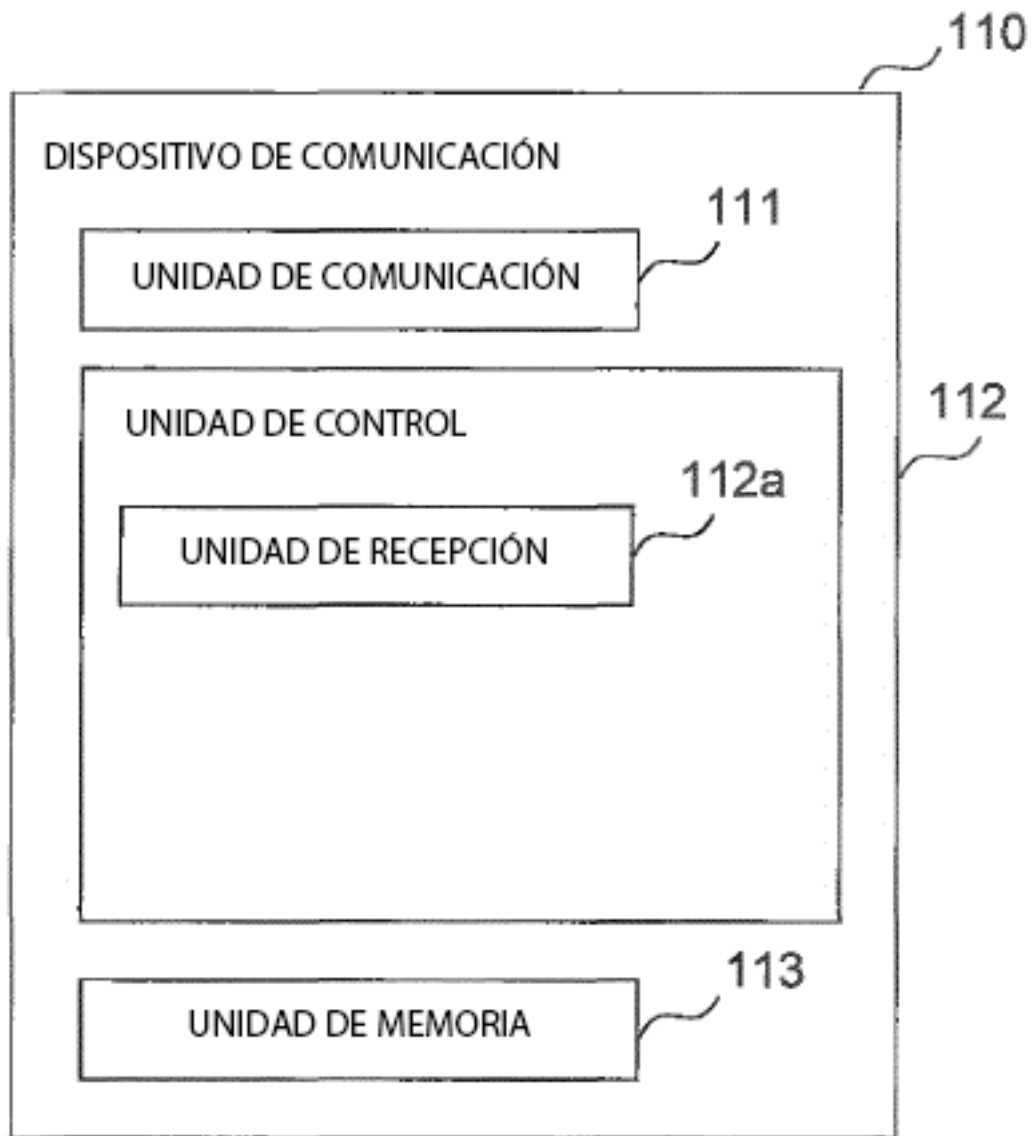 110
DISPOSITIVO DE COMUNICACIÓN
111
UNIDAD DE COMUNICACIÓN
112
UNIDAD DE CONTROL
112a
UNIDAD DE RECEPCIÓN
113
UNIDAD DE MEMORIA